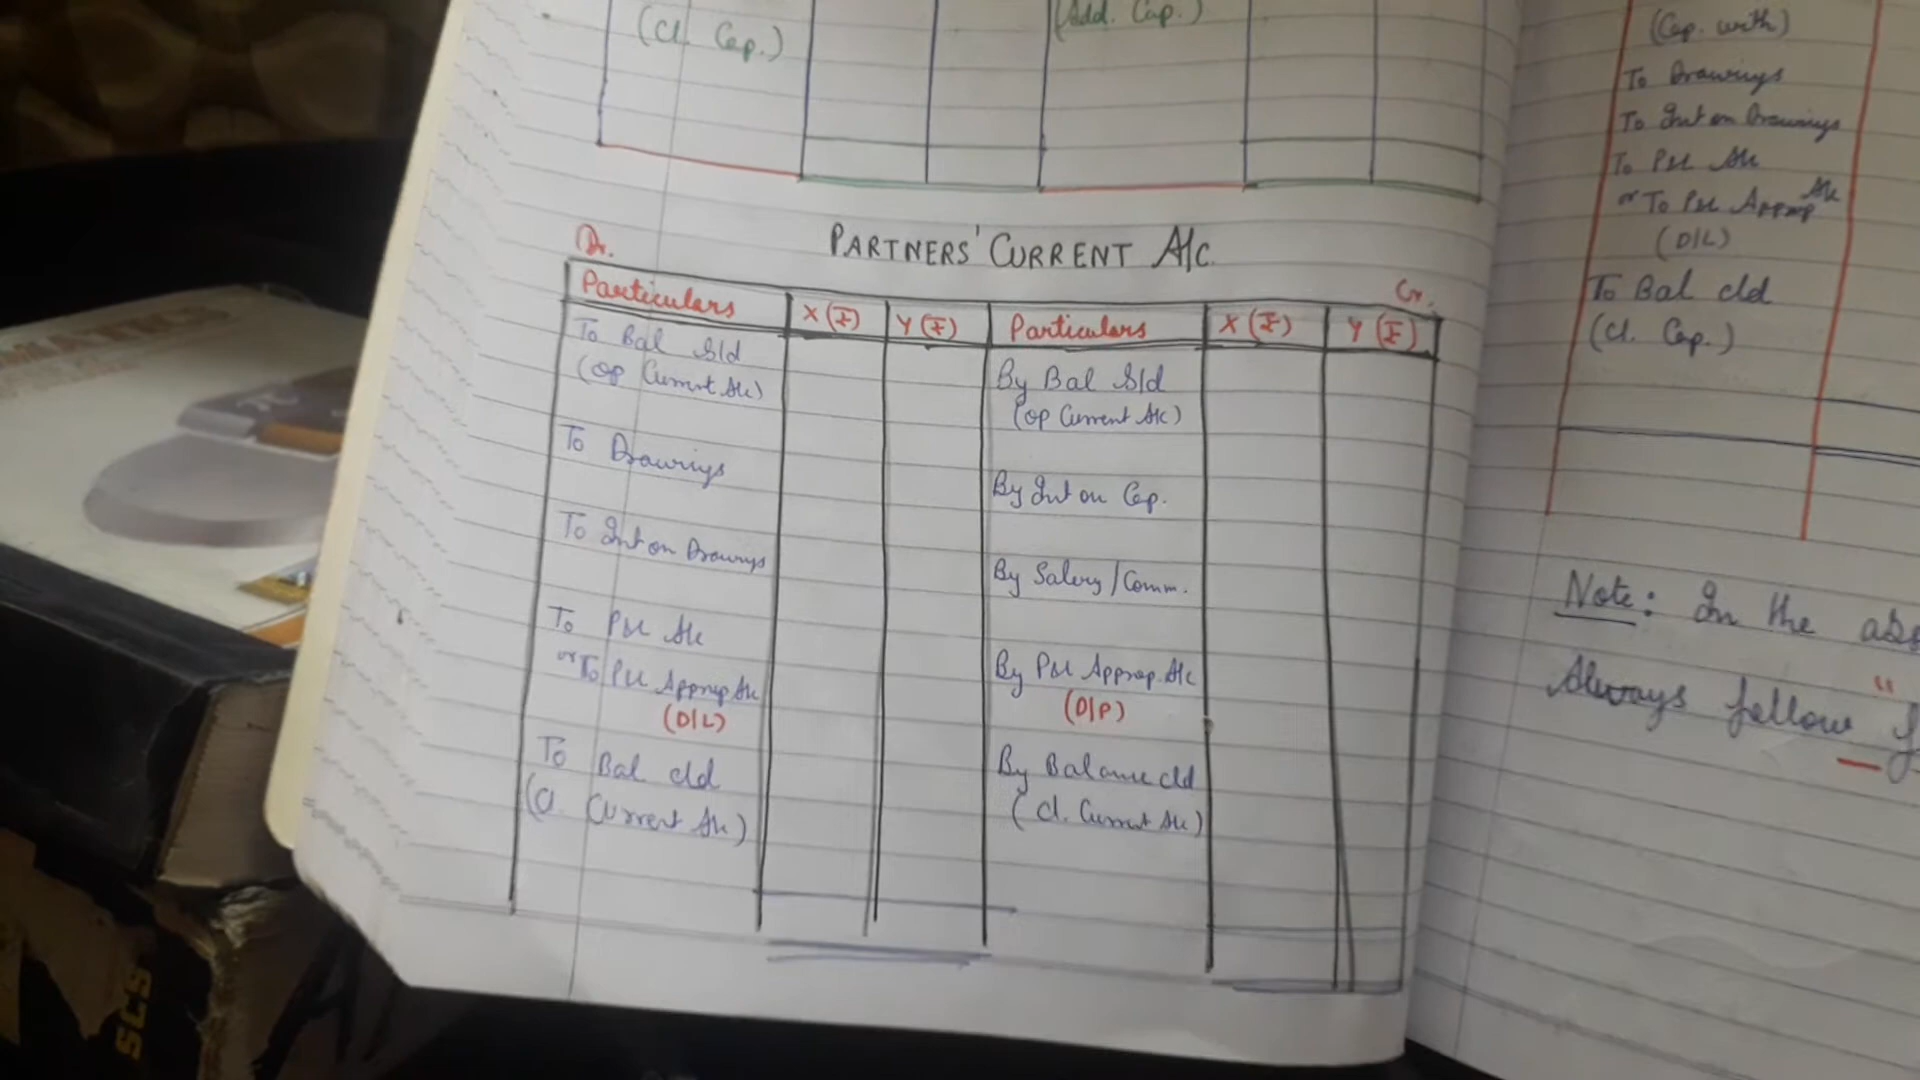 (Cl. Cap.)
(Add. Cap.)
PARTNERS' CURRENT A/c.
Dr.
Cr.
Particulars X (₹) Y (₹) Particulars X (₹) Y (₹)
To Bal b/d
(op Current A/c)
To Drawings
To Int on Drawings
To P&L A/c
or To P&L Approp A/c
(D/L)
To Bal c/d
(Cl. Current A/c)
By Bal b/d
(op Current A/c)
By Int on Cap.
By Salary/Comm.
By P&L Approp. A/c
(D/P)
By Balance c/d
(Cl. Current A/c)
(Cap. with)
To Drawings
To Int on Drawings
To P&L A/c
or To P&L Approp A/c
(D/L)
To Bal c/d
(Cl. Cap.)
Note: In the abs
Always follow "f
MATICS
SCS